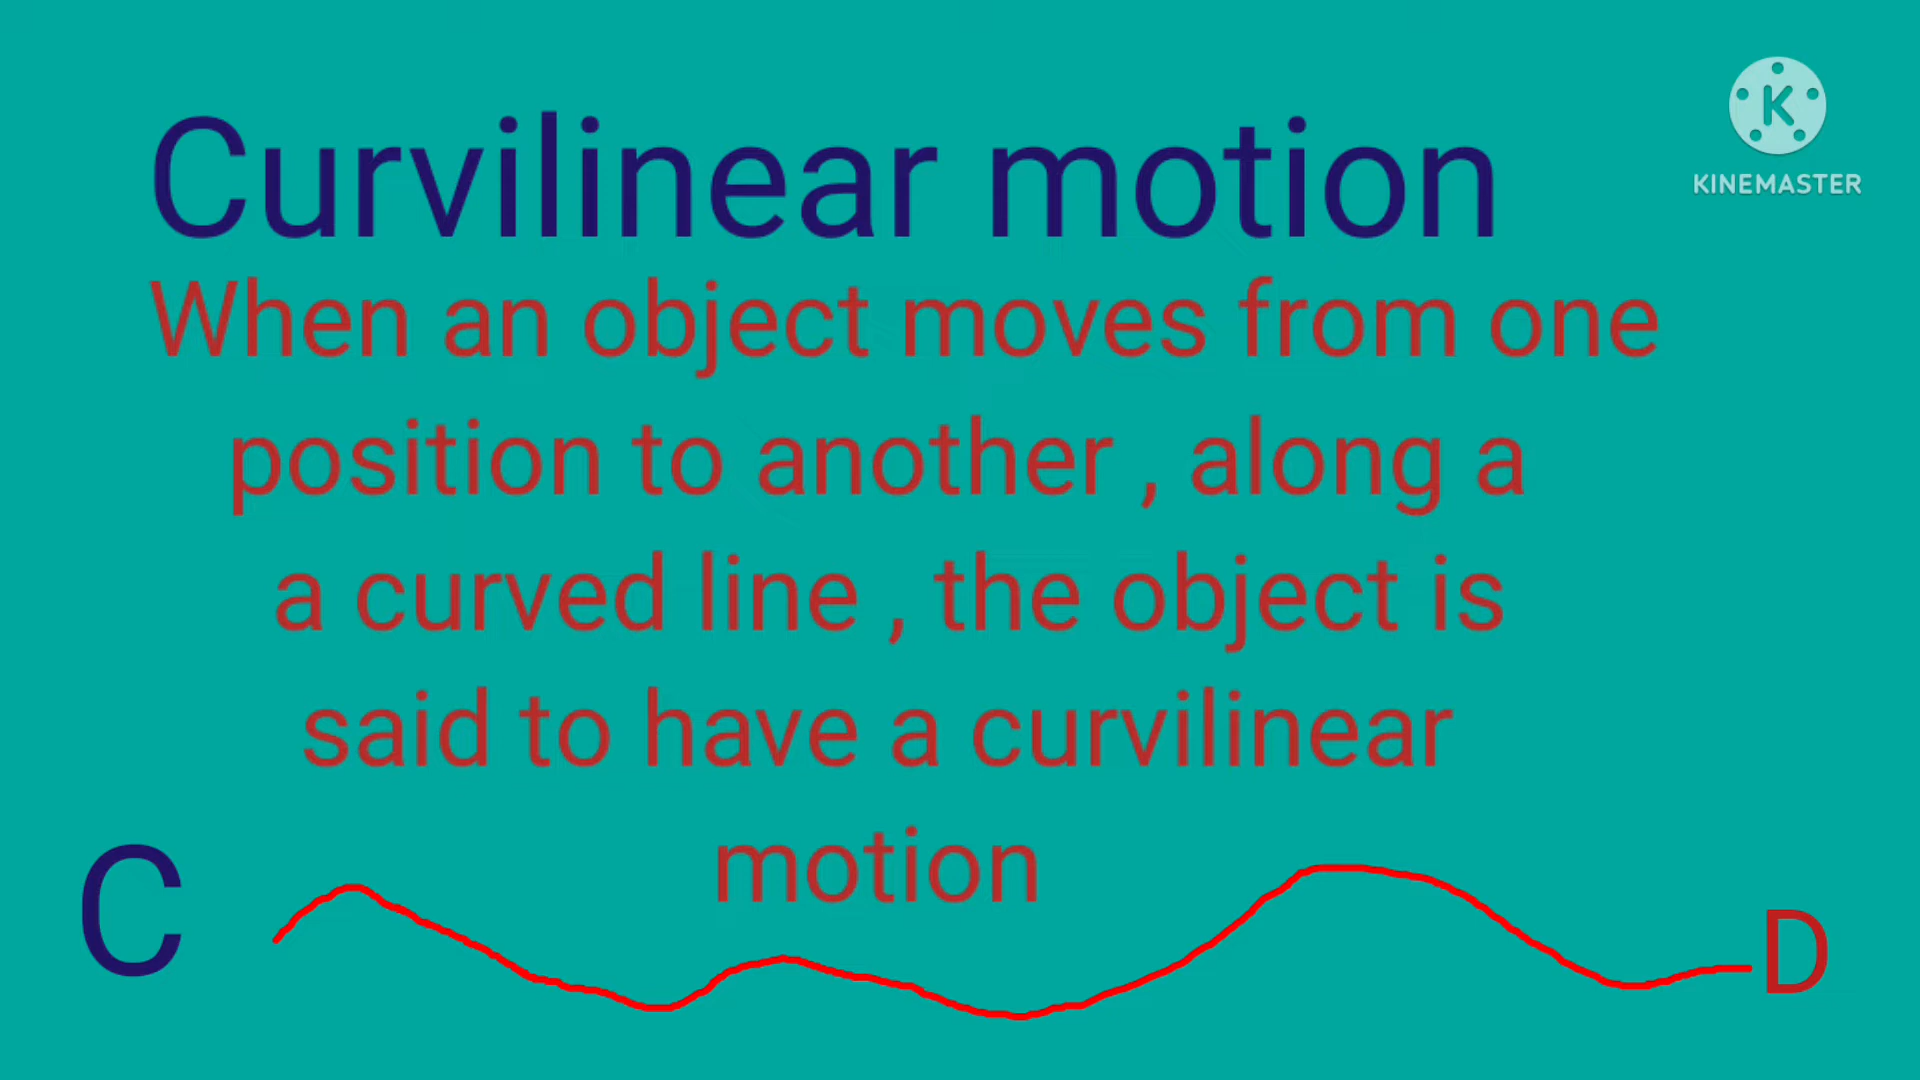 Curvilinear motion
K
KINEMASTER
When an object moves from one
position to another , along a
a curved line , the object is
said to have a curvilinear
motion
C
D